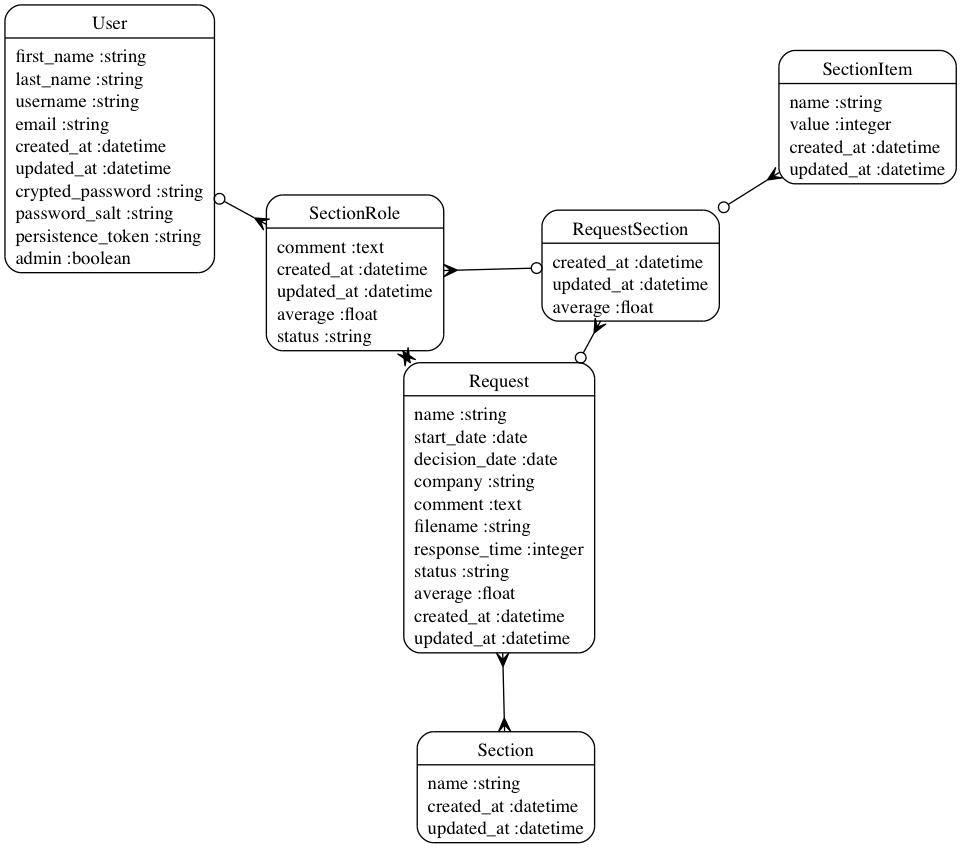 User
first_name :string
last_name :string
username :string
email :string
created_at :datetime
updated_at :datetime
crypted_password :string
password_salt :string
persistence_token :string
admin :boolean
SectionItem
name :string
value :integer
created_at :datetime
updated_at :datetime
SectionRole
comment :text
created_at :datetime
updated_at :datetime
average :float
status :string
RequestSection
created_at :datetime
updated_at :datetime
average :float
Request
name :string
start_date :date
decision_date :date
company :string
comment :text
filename :string
response_time :integer
status :string
average :float
created_at :datetime
updated_at :datetime
Section
name :string
created_at :datetime
updated_at :datetime